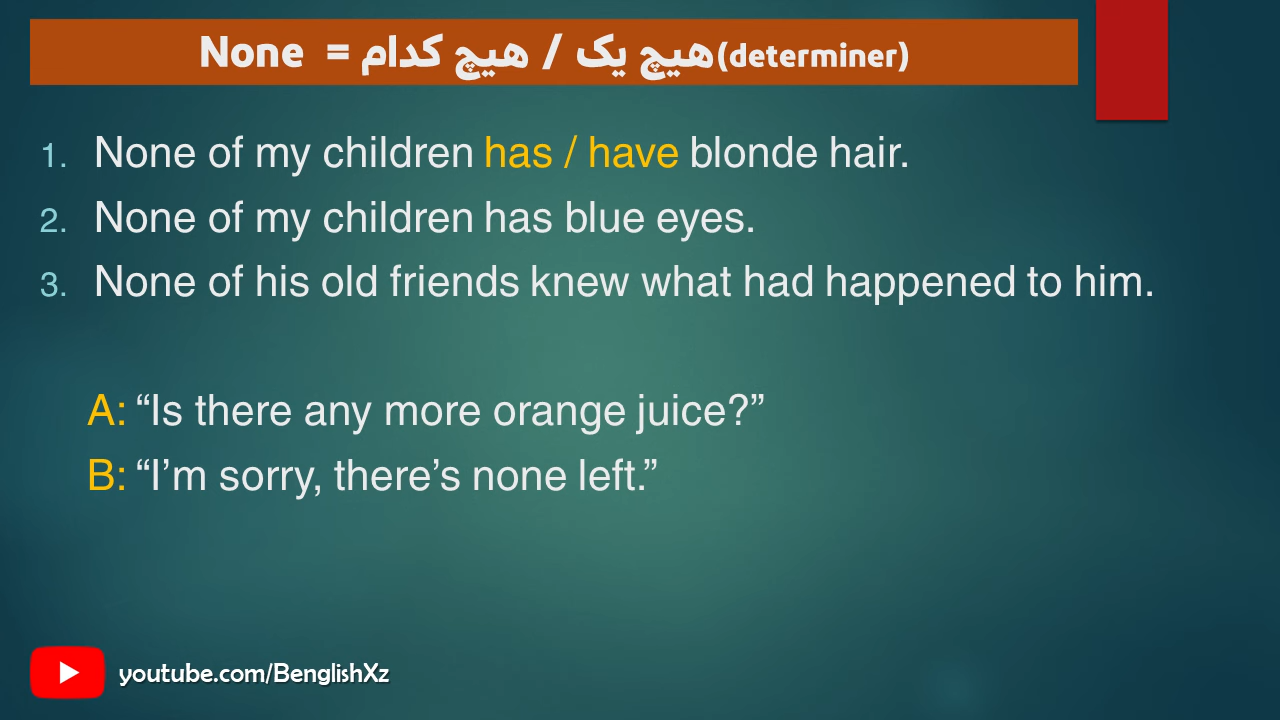 None = هیچ یک / هیچ کدام (determiner)
1. None of my children has / have blonde hair.
2. None of my children has blue eyes.
3. None of his old friends knew what had happened to him.
A: “Is there any more orange juice?”
B: “I’m sorry, there’s none left.”
youtube.com/BenglishXz